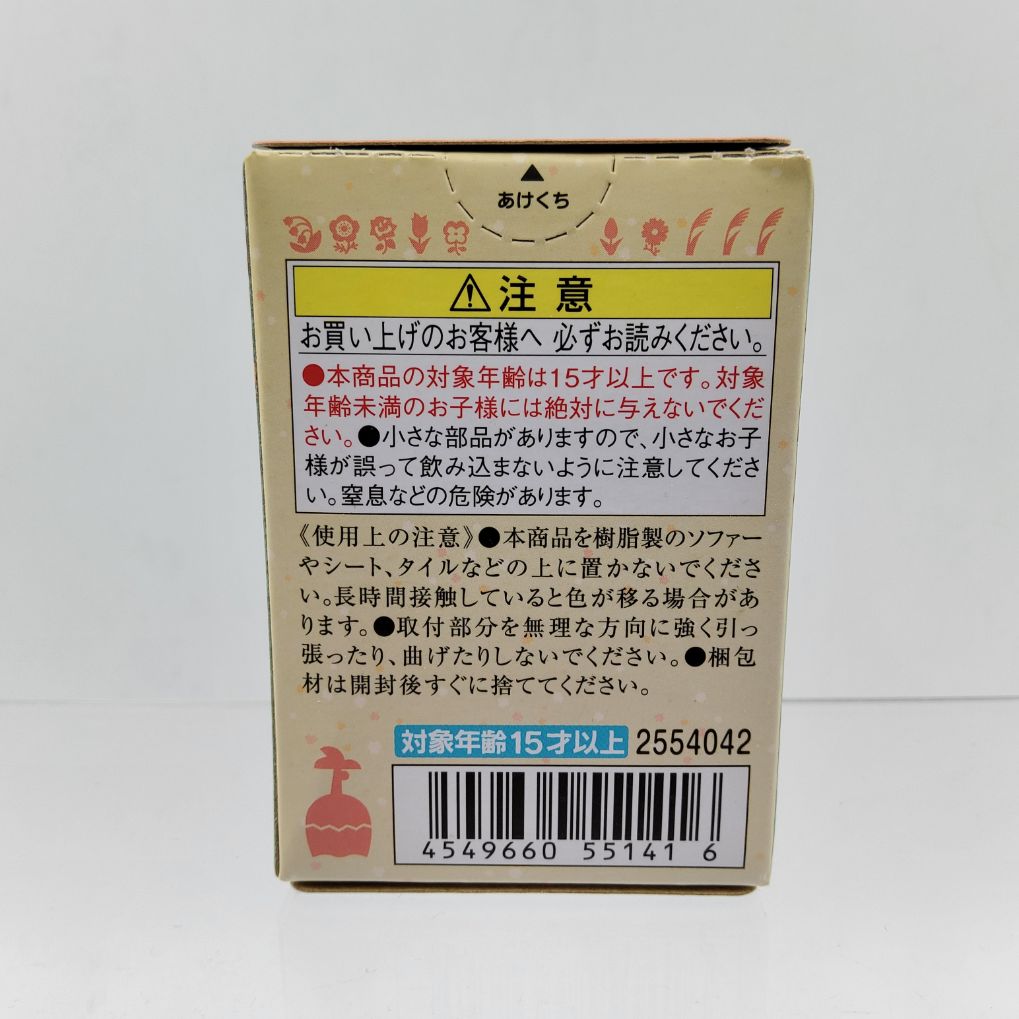 ▲
あけくち
⚠注 意
お買い上げのお客様へ 必ずお読みください。
●本商品の対象年齢は15才以上です。対象
年齢未満のお子様には絶対に与えないでくだ
さい。●小さな部品がありますので、小さなお子
様が誤って飲み込まないように注意してくださ
い。窒息などの危険があります。
《使用上の注意》●本商品を樹脂製のソファー
やシート、タイルなどの上に置かないでくださ
い。長時間接触していると色が移る場合があ
ります。●取付部分を無理な方向に強く引っ
張ったり、曲げたりしないでください。●梱包
材は開封後すぐに捨ててください。
対象年齢15才以上 2554042
4549660 55141 6